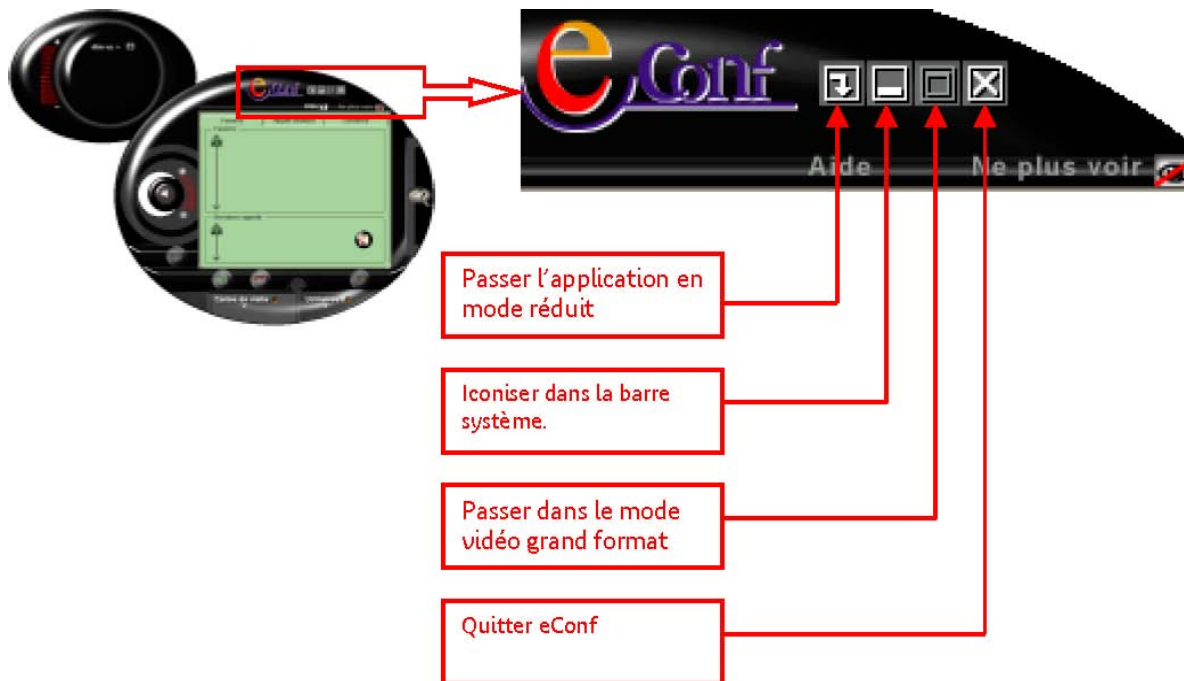 eConf
Aide
Ne plus voir
Passer l'application en
mode réduit
Iconiser dans la barre
système.
Passer dans le mode
vidéo grand format
Quitter eConf